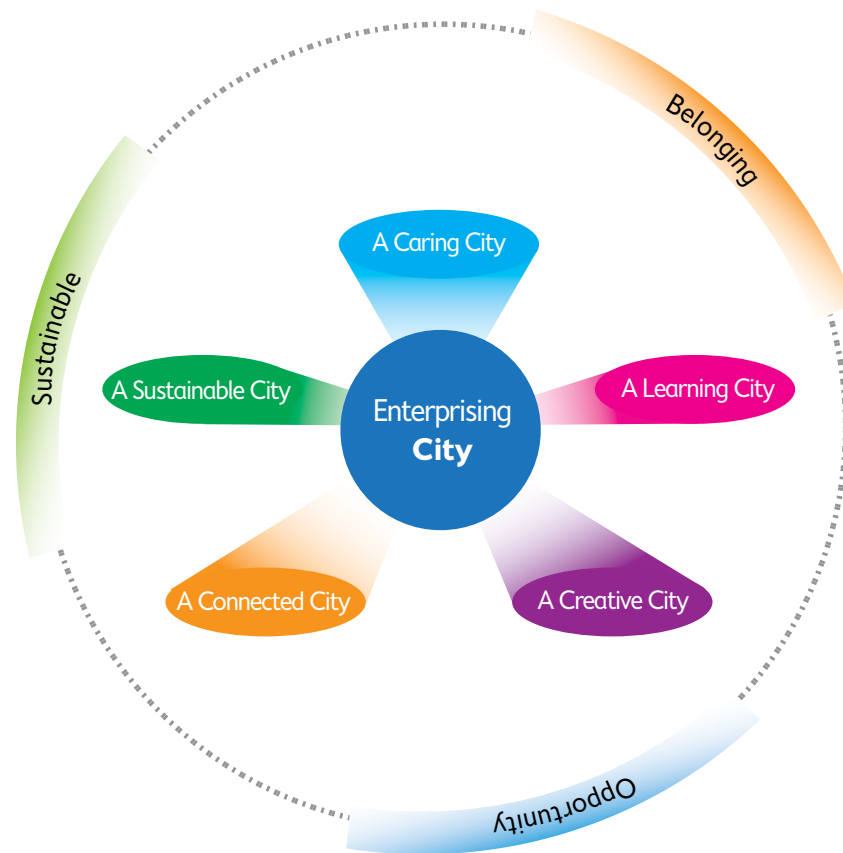 Belonging
A Caring City
Sustainable
A Sustainable City
Enterprising
City
A Learning City
A Connected City
A Creative City
Opportunity